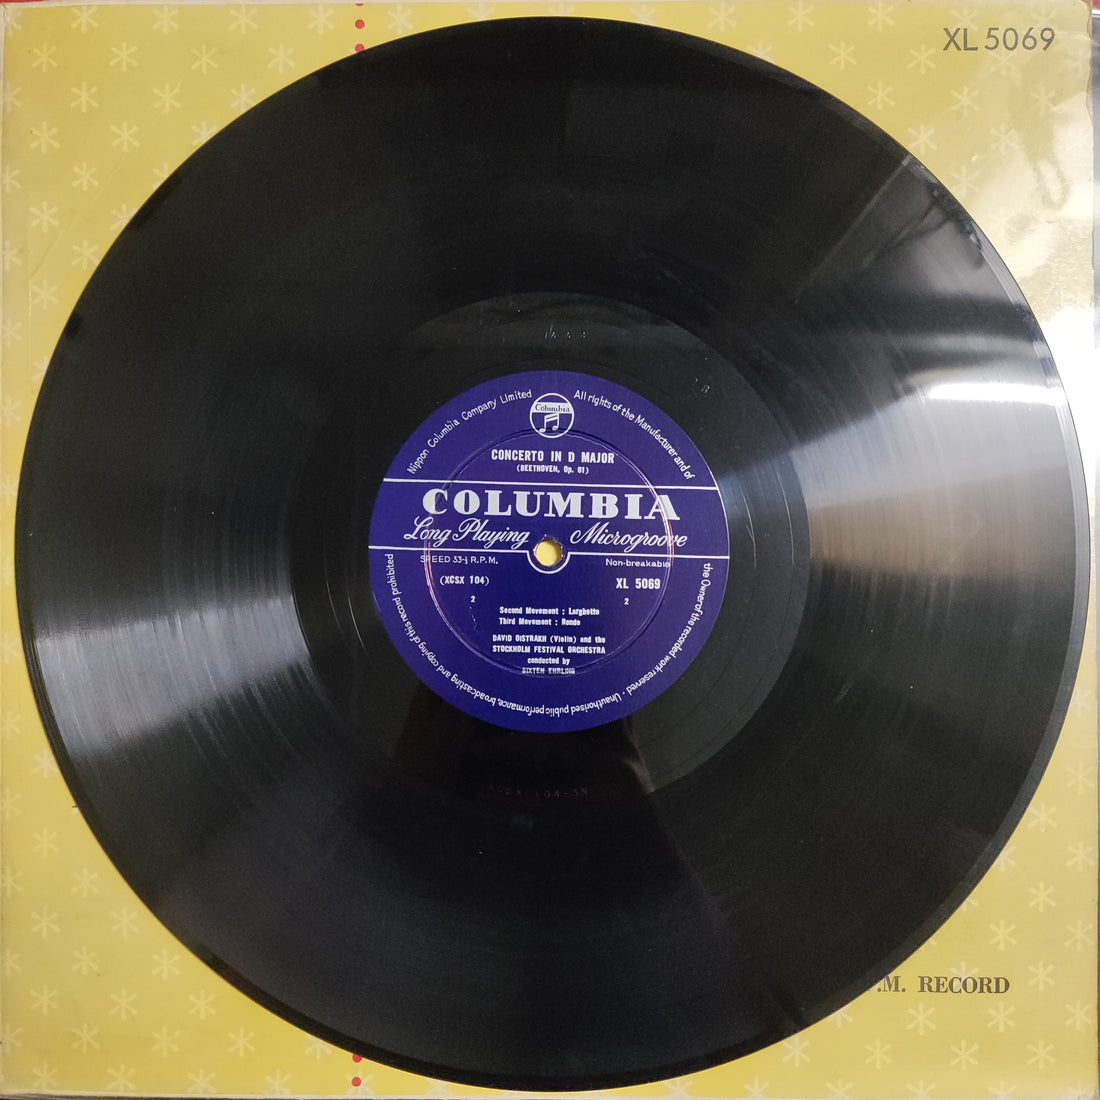 XL 5069
Nippon Columbia Company Limited
All rights of the Manufacturer and of
the Owner of the recorded work reserved · Unauthorised public performance, broadcasting and copying of this record prohibited
Columbia
CONCERTO IN D MAJOR
(BEETHOVEN, Op. 61)
COLUMBIA
Long Playing Microgroove
SPEED 33⅓ R.P.M. Non-breakable
(XCSX 104) XL 5069
2 2
Second Movement : Larghetto
Third Movement : Rondo
DAVID OISTRAKH (Violin) and the
STOCKHOLM FESTIVAL ORCHESTRA
conducted by
SIXTEN EHRLING
XCSX 104-3N
.M. RECORD